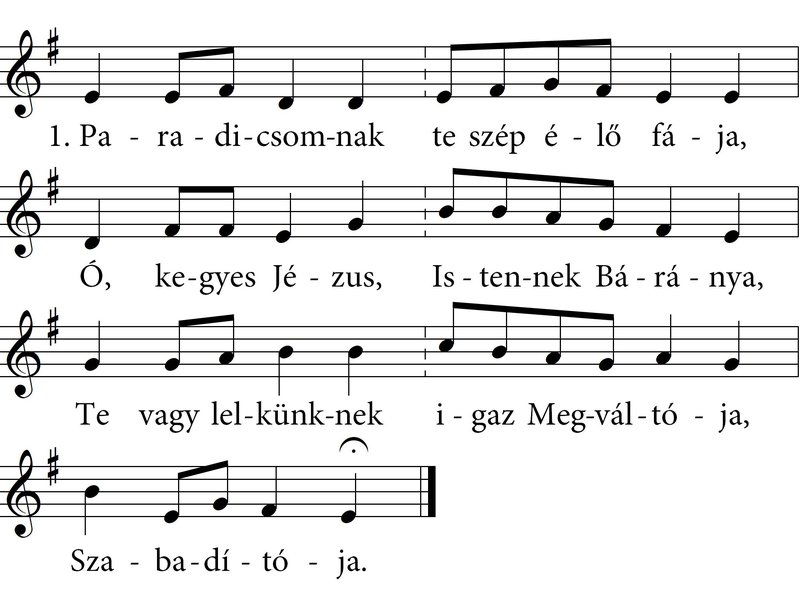 1. Pa - ra - di - csom - nak te szép é - lő fá - ja,
Ó, ke - gyes Jé - zus, Is - ten - nek Bá - rá - nya,
Te vagy lel - künk - nek i - gaz Meg - vál - tó - ja,
Sza - ba - dí - tó - ja.